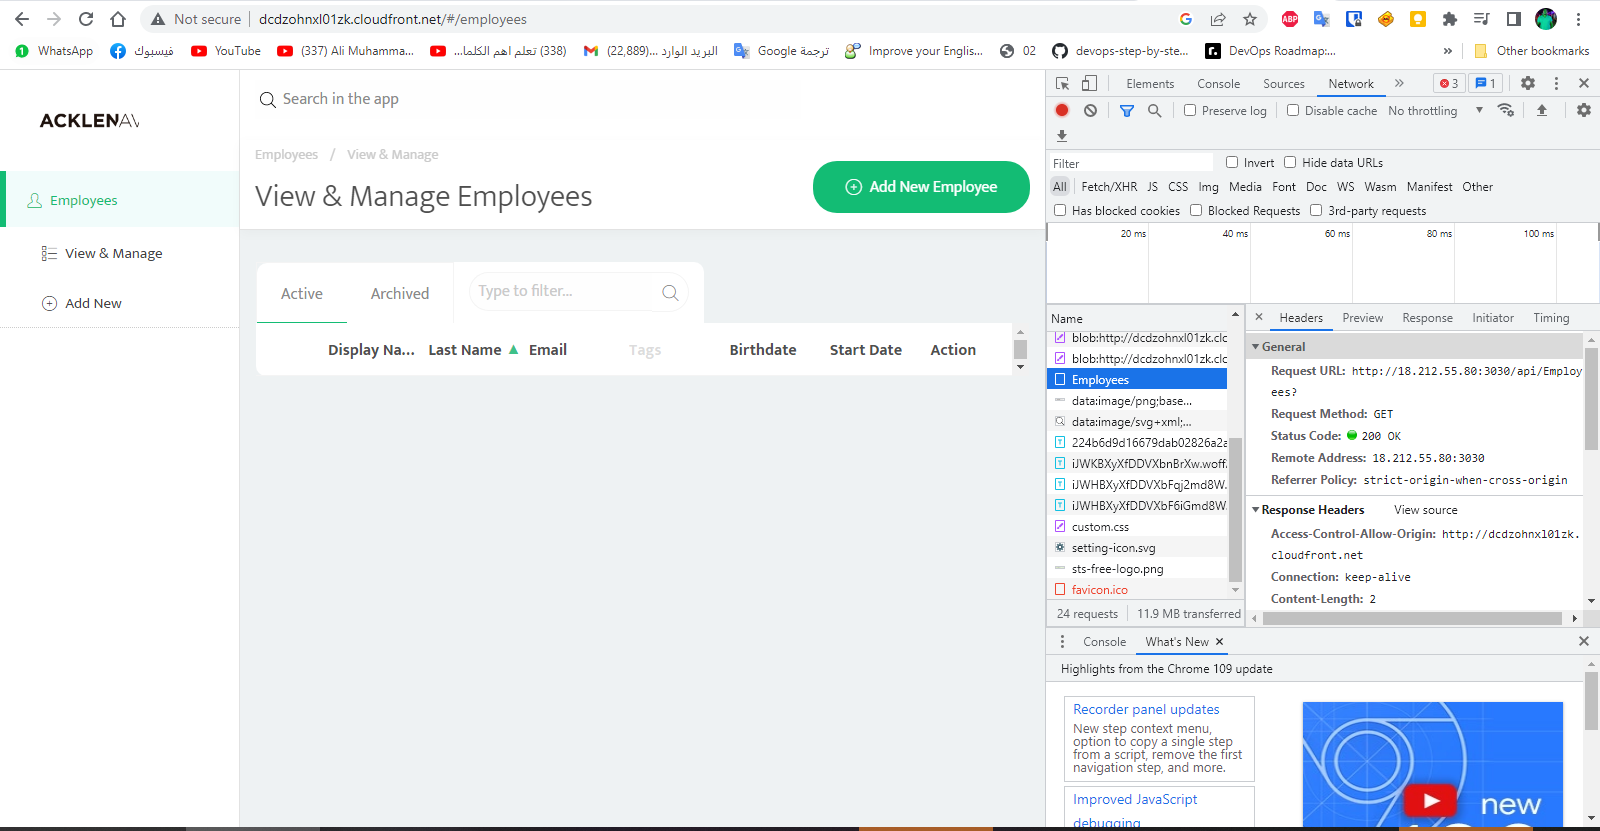 Not secure | dcdzohnxl01zk.cloudfront.net/#/employees
WhatsApp فيسبوك YouTube (337) Ali Muhamma... (338) تعلم اهم الكلما... البريد الوارد (22,889)... ترجمة Google Improve your Englis... 02 devops-step-by-ste... DevOps Roadmap:... » Other bookmarks
ACKLENAV
Employees
View & Manage
Add New
Search in the app
Employees / View & Manage
View & Manage Employees
Add New Employee
Active Archived Type to filter...
Display Na... Last Name Email Tags Birthdate Start Date Action
Elements Console Sources Network » 3 1
Preserve log Disable cache No throttling
Filter Invert Hide data URLs
All Fetch/XHR JS CSS Img Media Font Doc WS Wasm Manifest Other
Has blocked cookies Blocked Requests 3rd-party requests
20 ms 40 ms 60 ms 80 ms 100 ms
Name
blob:http://dcdzohnxl01zk.clc
blob:http://dcdzohnxl01zk.clc
Employees
data:image/png;base...
data:image/svg+xml;...
224b6d9d16679dab02826a2a
iJWKBXyXfDDVXbnBrXw.woff.
iJWHBXyXfDDVXbFqj2md8W.
iJWHBXyXfDDVXbF6iGmd8W.
custom.css
setting-icon.svg
sts-free-logo.png
favicon.ico
24 requests 11.9 MB transferred
Headers Preview Response Initiator Timing
General
Request URL: http://18.212.55.80:3030/api/Employ
ees?
Request Method: GET
Status Code: 200 OK
Remote Address: 18.212.55.80:3030
Referrer Policy: strict-origin-when-cross-origin
Response Headers View source
Access-Control-Allow-Origin: http://dcdzohnxl01zk.
cloudfront.net
Connection: keep-alive
Content-Length: 2
Console What's New
Highlights from the Chrome 109 update
Recorder panel updates
New step context menu,
option to copy a single step
from a script, remove the first
navigation step, and more.
Improved JavaScript
debugging
new